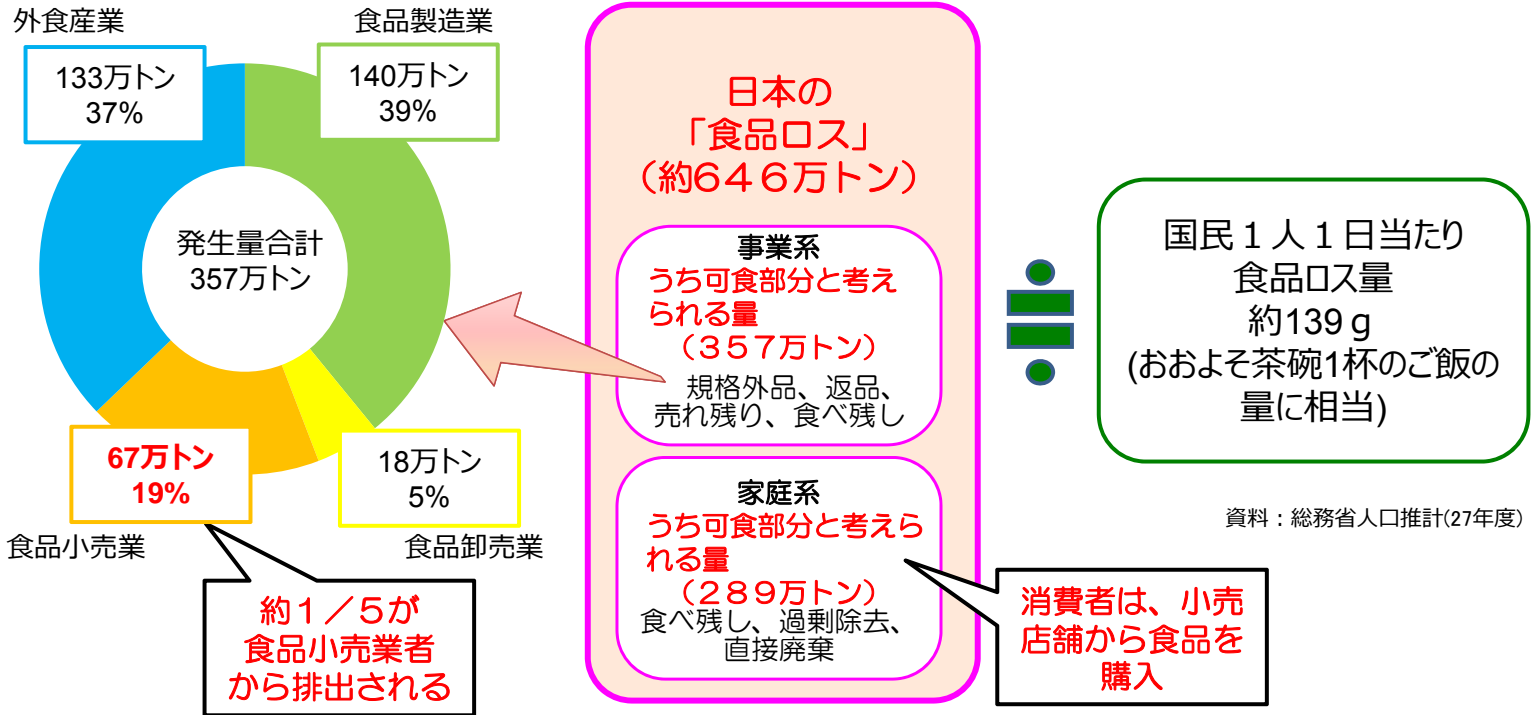 外食産業
133万トン
37%
食品製造業
140万トン
39%
発生量合計
357万トン
67万トン
19%
食品小売業
18万トン
5%
食品卸売業
約1／5が
食品小売業者
から排出される
日本の
「食品ロス」
（約６４６万トン）
事業系
うち可食部分と考え
られる量
（３５７万トン）
規格外品、返品、
売れ残り、食べ残し
家庭系
うち可食部分と考えら
れる量
（２８９万トン）
食べ残し、過剰除去、
直接廃棄
消費者は、小売
店舗から食品を
購入
国民１人１日当たり
食品ロス量
約139ｇ
(おおよそ茶碗1杯のご飯の
量に相当)
資料：総務省人口推計(27年度)